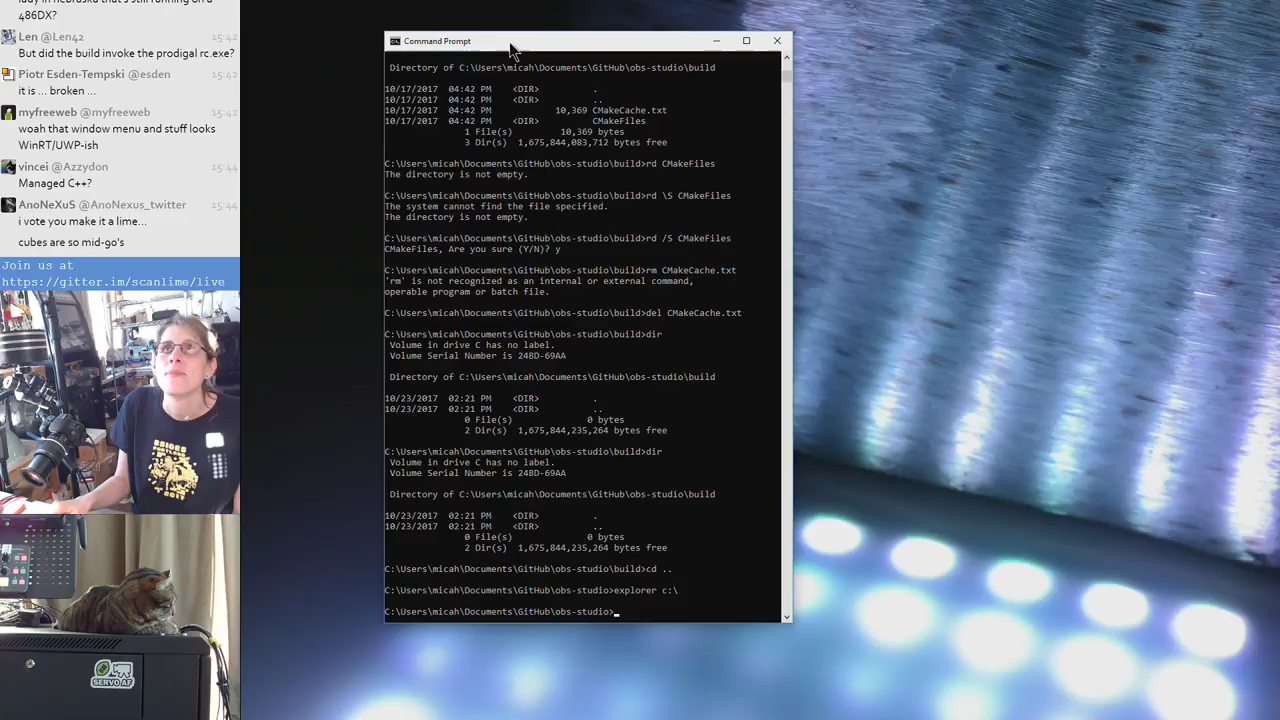 lady in nebraska that's still running on a
486DX?
Len @Len42 15:42
But did the build invoke the prodigal rc.exe?
Piotr Esden-Tempski @esden 15:42
it is ... broken ...
myfreeweb @myfreeweb 15:42
woah that window menu and stuff looks
WinRT/UWP-ish
vincei @Azzydon 15:44
Managed C++?
AnoNeXuS @AnoNexus_twitter 15:44
i vote you make it a lime...
cubes are so mid-90's
Join us at
https://gitter.im/scanlime/live
SERVO AF
Command Prompt
Directory of C:\Users\micah\Documents\GitHub\obs-studio\build
10/17/2017  04:42 PM    <DIR>          .
10/17/2017  04:42 PM    <DIR>          ..
10/17/2017  04:42 PM            10,369 CMakeCache.txt
10/17/2017  04:42 PM    <DIR>          CMakeFiles
1 File(s)         10,369 bytes
3 Dir(s)  1,675,844,083,712 bytes free
C:\Users\micah\Documents\GitHub\obs-studio\build>rd CMakeFiles
The directory is not empty.
C:\Users\micah\Documents\GitHub\obs-studio\build>rd \S CMakeFiles
The system cannot find the file specified.
The directory is not empty.
C:\Users\micah\Documents\GitHub\obs-studio\build>rd /S CMakeFiles
CMakeFiles, Are you sure (Y/N)? y
C:\Users\micah\Documents\GitHub\obs-studio\build>rm CMakeCache.txt
'rm' is not recognized as an internal or external command,
operable program or batch file.
C:\Users\micah\Documents\GitHub\obs-studio\build>del CMakeCache.txt
C:\Users\micah\Documents\GitHub\obs-studio\build>dir
Volume in drive C has no label.
Volume Serial Number is 24BD-69AA
Directory of C:\Users\micah\Documents\GitHub\obs-studio\build
10/23/2017  02:21 PM    <DIR>          .
10/23/2017  02:21 PM    <DIR>          ..
0 File(s)              0 bytes
2 Dir(s)  1,675,844,235,264 bytes free
C:\Users\micah\Documents\GitHub\obs-studio\build>dir
Volume in drive C has no label.
Volume Serial Number is 24BD-69AA
Directory of C:\Users\micah\Documents\GitHub\obs-studio\build
10/23/2017  02:21 PM    <DIR>          .
10/23/2017  02:21 PM    <DIR>          ..
0 File(s)              0 bytes
2 Dir(s)  1,675,844,235,264 bytes free
C:\Users\micah\Documents\GitHub\obs-studio\build>cd ..
C:\Users\micah\Documents\GitHub\obs-studio>explorer c:\
C:\Users\micah\Documents\GitHub\obs-studio>